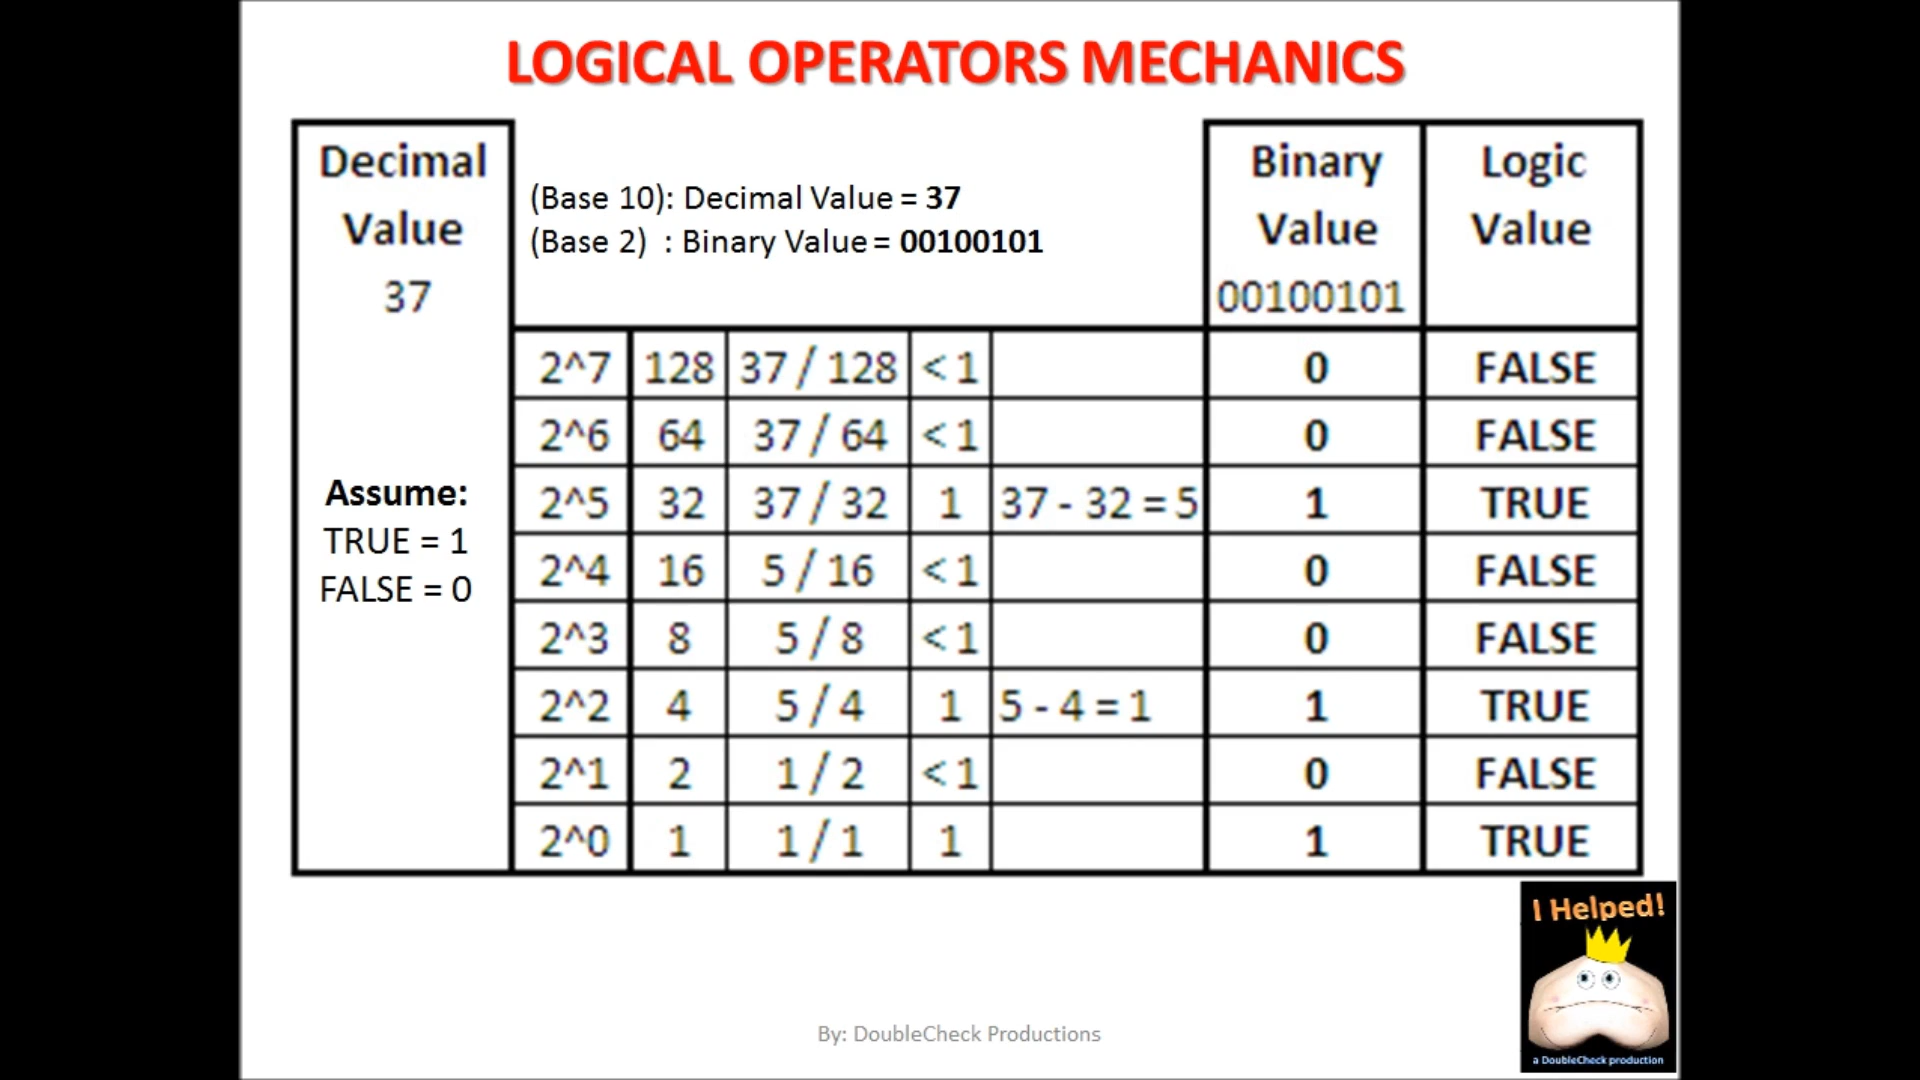 LOGICAL OPERATORS MECHANICS
Decimal
Value
37
(Base 10): Decimal Value = 37
(Base 2) : Binary Value = 00100101
Binary
Value
00100101
Logic
Value
Assume:
TRUE = 1
FALSE = 0
2^7 128 37 / 128 < 1 0 FALSE
2^6 64 37 / 64 < 1 0 FALSE
2^5 32 37 / 32 1 37 - 32 = 5 1 TRUE
2^4 16 5 / 16 < 1 0 FALSE
2^3 8 5 / 8 < 1 0 FALSE
2^2 4 5 / 4 1 5 - 4 = 1 1 TRUE
2^1 2 1 / 2 < 1 0 FALSE
2^0 1 1 / 1 1 1 TRUE
I Helped!
a DoubleCheck production
By: DoubleCheck Productions